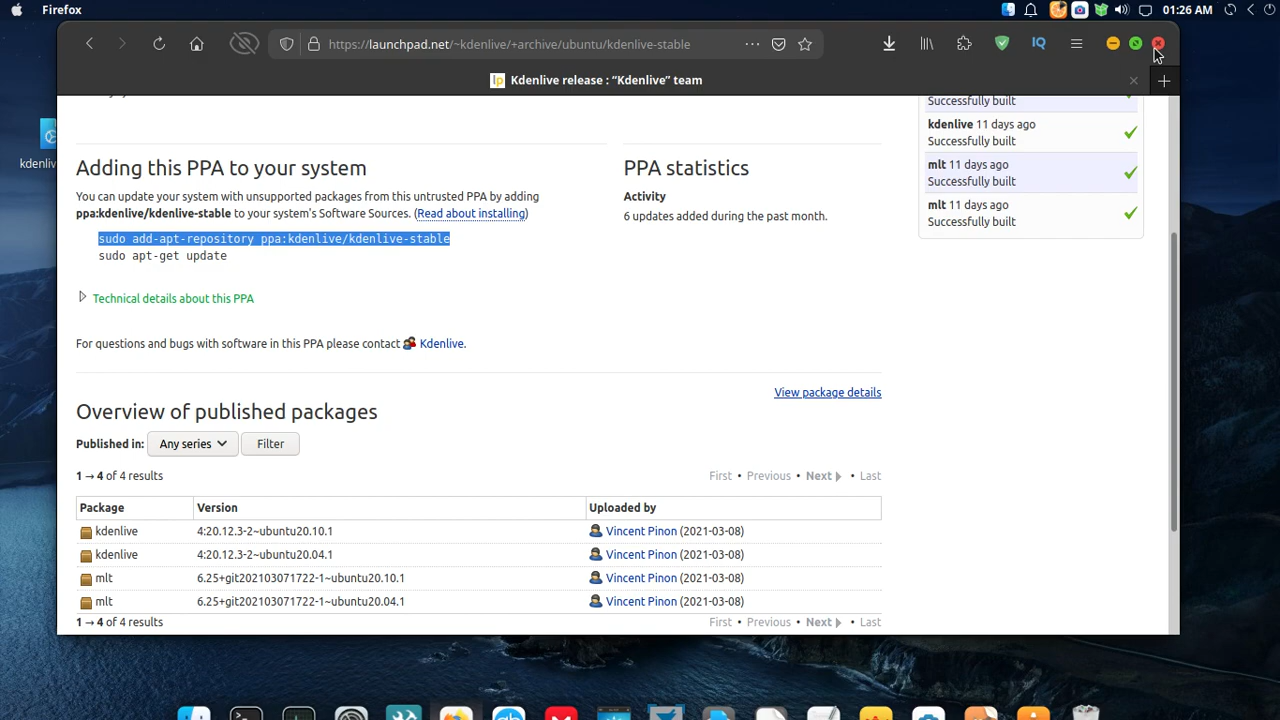 Firefox
01:26 AM
https://launchpad.net/~kdenlive/+archive/ubuntu/kdenlive-stable
IQ
lp Kdenlive release : “Kdenlive” team
kdenliv
Adding this PPA to your system
You can update your system with unsupported packages from this untrusted PPA by adding
ppa:kdenlive/kdenlive-stable to your system's Software Sources. (Read about installing)
sudo add-apt-repository ppa:kdenlive/kdenlive-stable
sudo apt-get update
Technical details about this PPA
For questions and bugs with software in this PPA please contact Kdenlive.
PPA statistics
Activity
6 updates added during the past month.
Successfully built
kdenlive 11 days ago
Successfully built
mlt 11 days ago
Successfully built
mlt 11 days ago
Successfully built
View package details
Overview of published packages
Published in: Any series Filter
1 → 4 of 4 results First • Previous • Next • Last
Package Version Uploaded by
kdenlive 4:20.12.3-2~ubuntu20.10.1 Vincent Pinon (2021-03-08)
kdenlive 4:20.12.3-2~ubuntu20.04.1 Vincent Pinon (2021-03-08)
mlt 6.25+git202103071722-1~ubuntu20.10.1 Vincent Pinon (2021-03-08)
mlt 6.25+git202103071722-1~ubuntu20.04.1 Vincent Pinon (2021-03-08)
1 → 4 of 4 results First • Previous • Next • Last